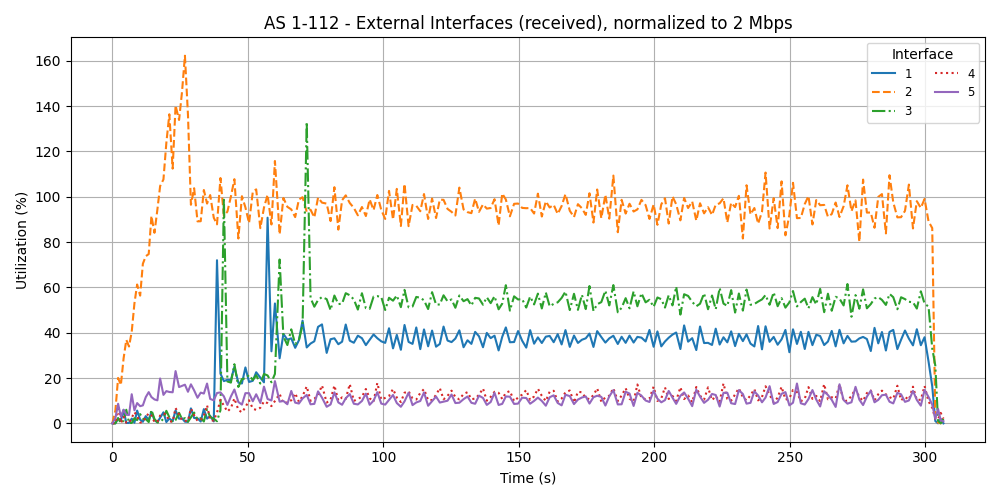 AS 1-112 - External Interfaces (received), normalized to 2 Mbps
Interface
1 4
2 5
3
160
140
120
100
80
60
40
20
0
Utilization (%)
0 50 100 150 200 250 300
Time (s)